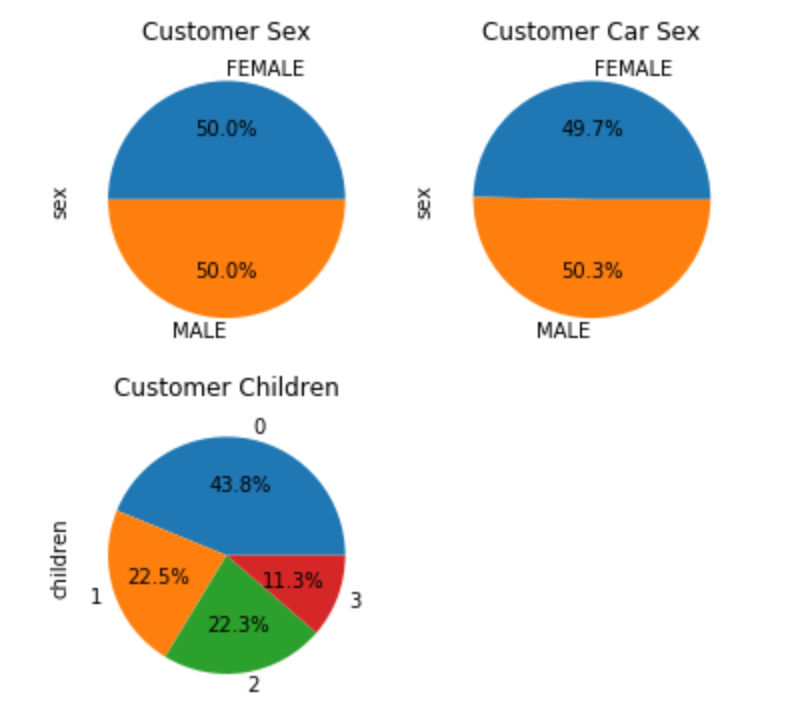 Customer Sex
FEMALE
50.0%
sex
50.0%
MALE
Customer Car Sex
FEMALE
49.7%
sex
50.3%
MALE
Customer Children
0
43.8%
children
22.5%
11.3%
1
3
22.3%
2